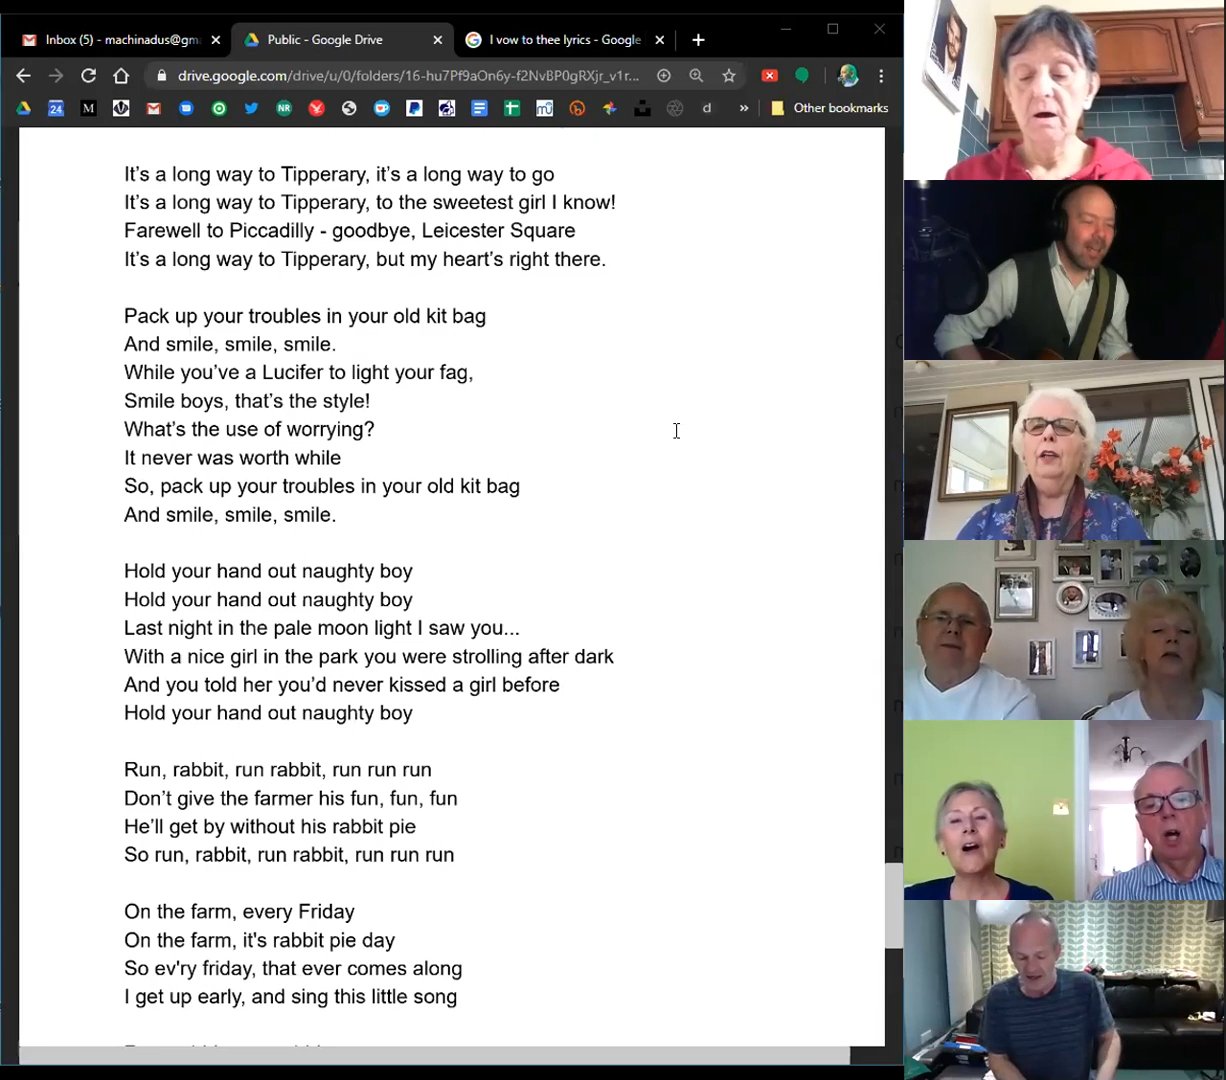 Inbox (5) - machinadus@gm
Public - Google Drive
I vow to thee lyrics - Google
drive.google.com/drive/u/0/folders/16-hu7Pf9aOn6y-f2NvBP0gRXjr_v1r...
24
M
NR
mu
d
»
Other bookmarks
It’s a long way to Tipperary, it’s a long way to go
It’s a long way to Tipperary, to the sweetest girl I know!
Farewell to Piccadilly - goodbye, Leicester Square
It’s a long way to Tipperary, but my heart’s right there.
Pack up your troubles in your old kit bag
And smile, smile, smile.
While you’ve a Lucifer to light your fag,
Smile boys, that’s the style!
What’s the use of worrying?
It never was worth while
So, pack up your troubles in your old kit bag
And smile, smile, smile.
Hold your hand out naughty boy
Hold your hand out naughty boy
Last night in the pale moon light I saw you...
With a nice girl in the park you were strolling after dark
And you told her you’d never kissed a girl before
Hold your hand out naughty boy
Run, rabbit, run rabbit, run run run
Don’t give the farmer his fun, fun, fun
He’ll get by without his rabbit pie
So run, rabbit, run rabbit, run run run
On the farm, every Friday
On the farm, it's rabbit pie day
So ev'ry friday, that ever comes along
I get up early, and sing this little song